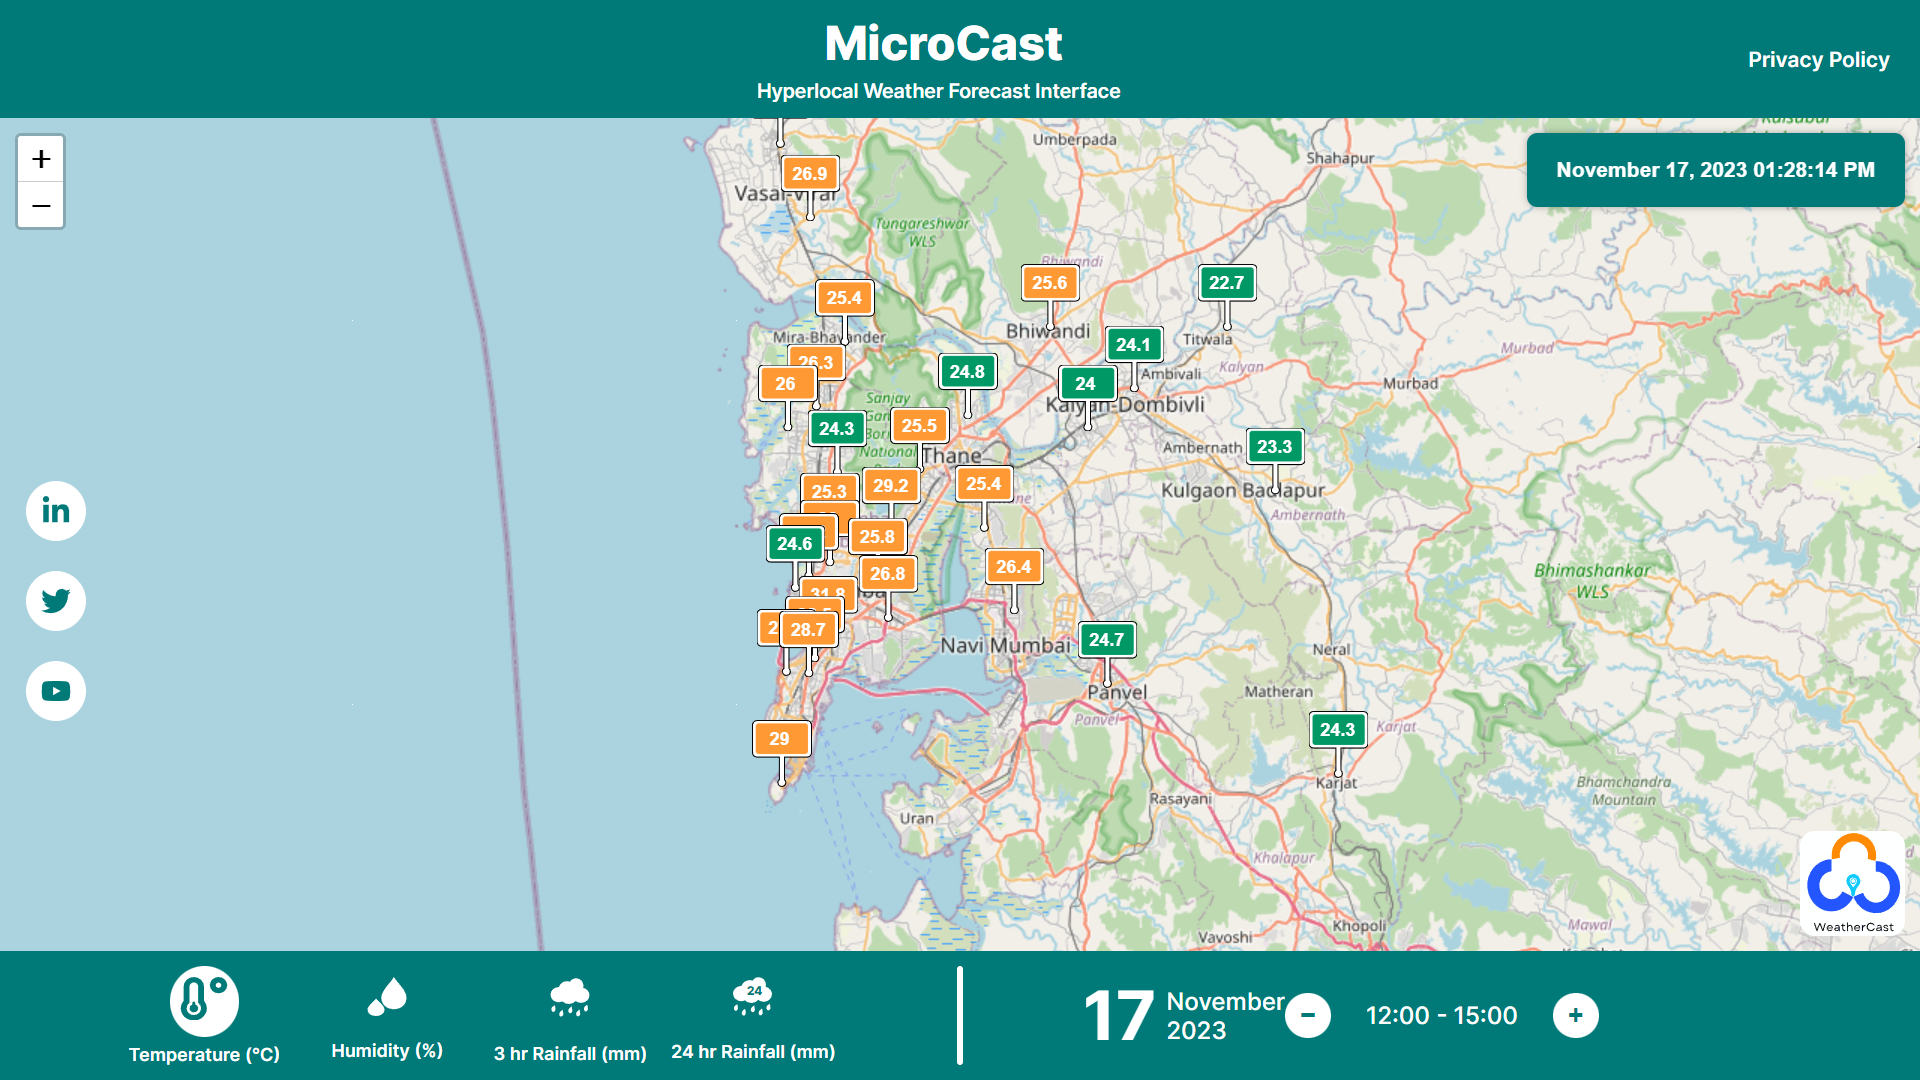 MicroCast
Hyperlocal Weather Forecast Interface
Privacy Policy
+
−
November 17, 2023 01:28:14 PM
Umberpada
Shahapur
26.9
Vasai-Virar
Tungareshwar
WLS
Bhiwandi
25.4
25.6
22.7
Bhiwandi
Mira-Bhayander
24.1
Titwala
Murbad
26.3
26
24.8
24
Ambivali
Kalyan
Murbad
Kalyan-Dombivli
Sanjay
National
24.3
25.5
Thane
Ambernath
23.3
25.3
29.2
25.4
Kulgaon Badlapur
Ambernath
24.6
25.8
26.8
26.4
Bhimashankar
WLS
31.8
28.7
Navi Mumbai
24.7
Neral
Panvel
Matheran
Panvel
29
24.3
Karjat
Karjat
Bhamchandra
Mountain
Rasayani
Uran
Khalapur
Mawal
Khopoli
Vavoshi
WeatherCast
Temperature (°C)
Humidity (%)
3 hr Rainfall (mm)
24
24 hr Rainfall (mm)
17
November
2023
−
12:00 - 15:00
+